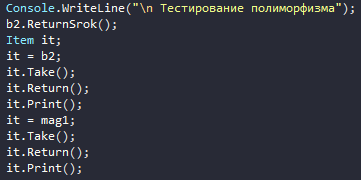 Console.WriteLine("\n Тестирование полиморфизма");
b2.ReturnSrok();
Item it;
it = b2;
it.Take();
it.Return();
it.Print();
it = mag1;
it.Take();
it.Return();
it.Print();